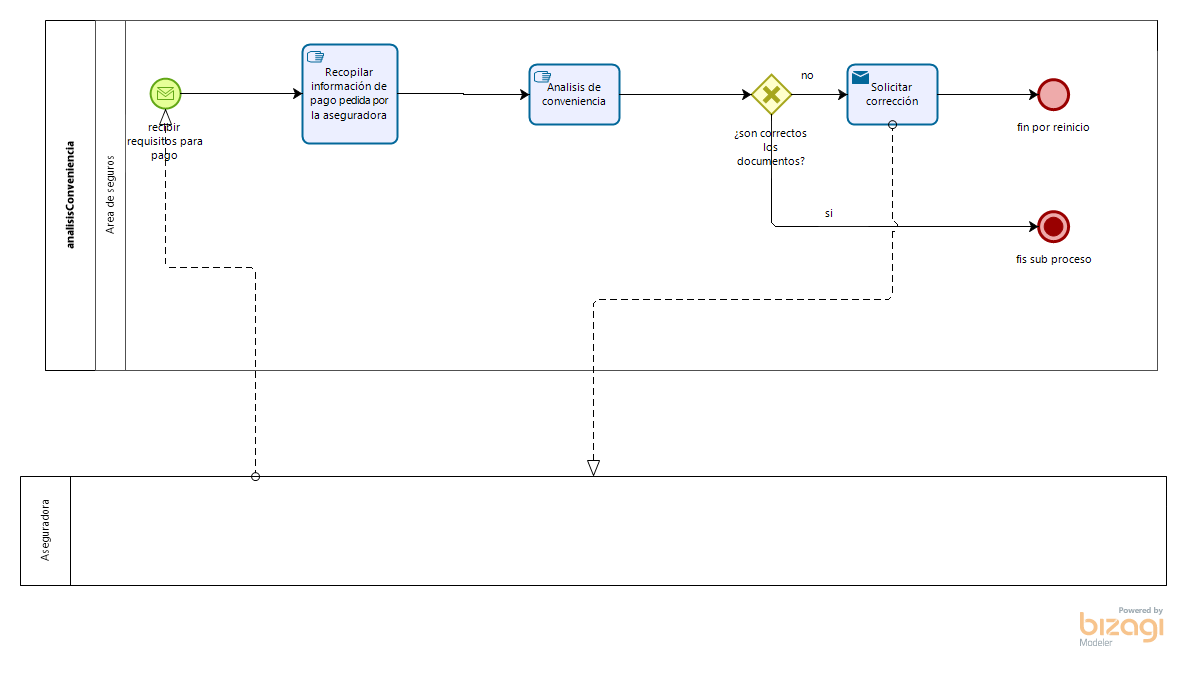 analisisConveniencia
Area de seguros
recibir
requisitos para
pago
Recopilar
información de
pago pedida por
la aseguradora
Analisis de
conveniencia
¿son correctos
los
documentos?
no
Solicitar
corrección
fin por reinicio
si
fis sub proceso
Aseguradora
Powered by
bizagi
Modeler